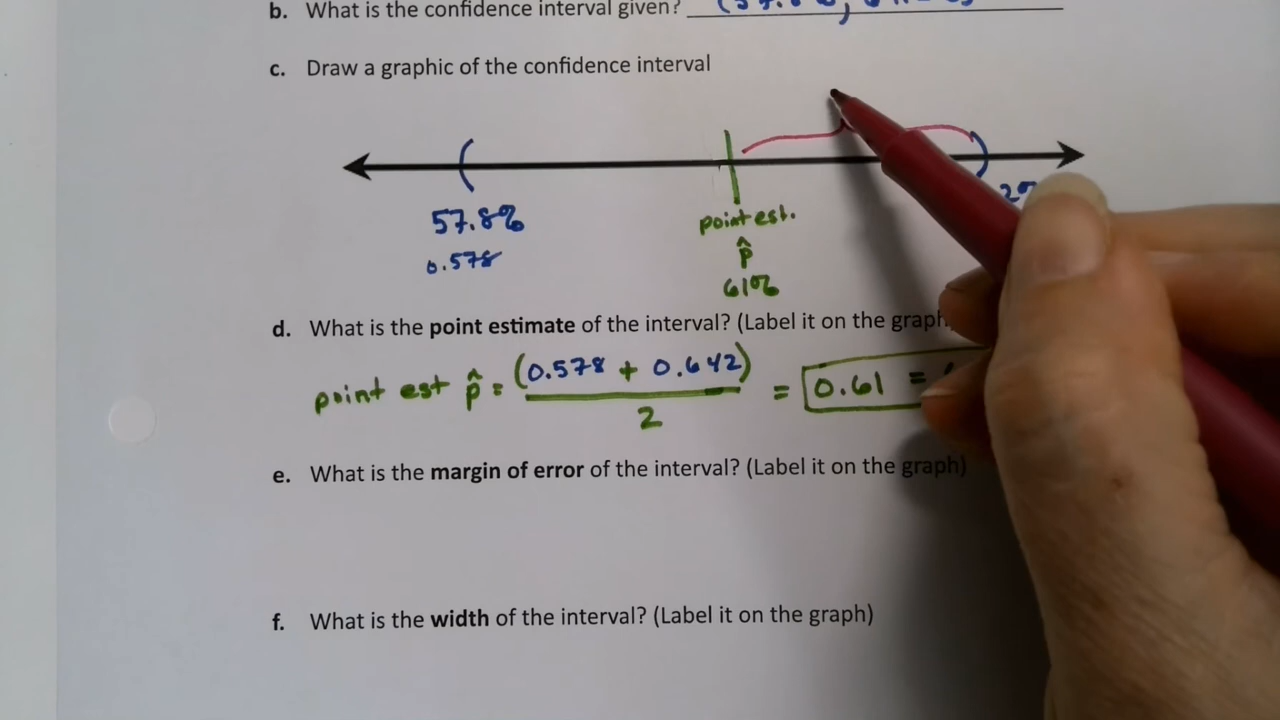 b. What is the confidence interval given?
c. Draw a graphic of the confidence interval
57.8%
0.578
point est.
p̂
61%
d. What is the point estimate of the interval? (Label it on the graph
point est p̂ = (0.578 + 0.642) / 2 = 0.61 =
e. What is the margin of error of the interval? (Label it on the graph)
f. What is the width of the interval? (Label it on the graph)